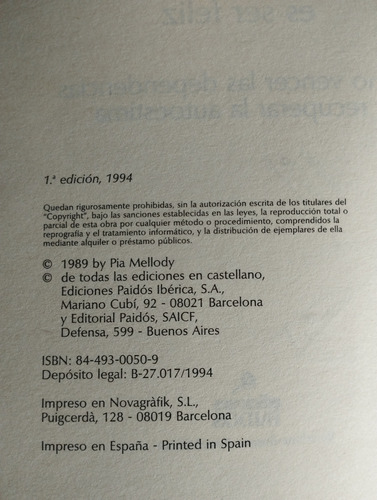 1.ª edición, 1994
Quedan rigurosamente prohibidas, sin la autorización escrita de los titulares del
"Copyright", bajo las sanciones establecidas en las leyes, la reproducción total o
parcial de esta obra por cualquier método o procedimiento, comprendidos la
reprografía y el tratamiento informático, y la distribución de ejemplares de ella
mediante alquiler o préstamo públicos.
© 1989 by Pia Mellody
© de todas las ediciones en castellano,
Ediciones Paidós Ibérica, S.A.,
Mariano Cubí, 92 - 08021 Barcelona
y Editorial Paidós, SAICF,
Defensa, 599 - Buenos Aires
ISBN: 84-493-0050-9
Depósito legal: B-27.017/1994
Impreso en Novagràfik, S.L.,
Puigcerdà, 128 - 08019 Barcelona
Impreso en España - Printed in Spain